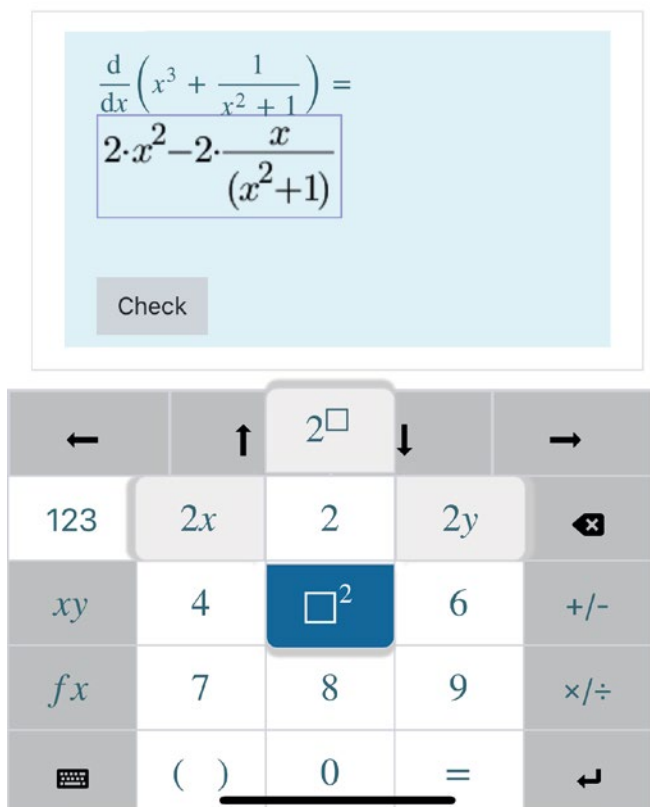 d/dx (x³ + 1/(x² + 1)) =
2·x²−2·x/(x²+1)
Check
← ↑ 2□ ↓ →
123 2x 2 2y
xy 4 □² 6 +/-
fx 7 8 9 ×/÷
( ) 0 =